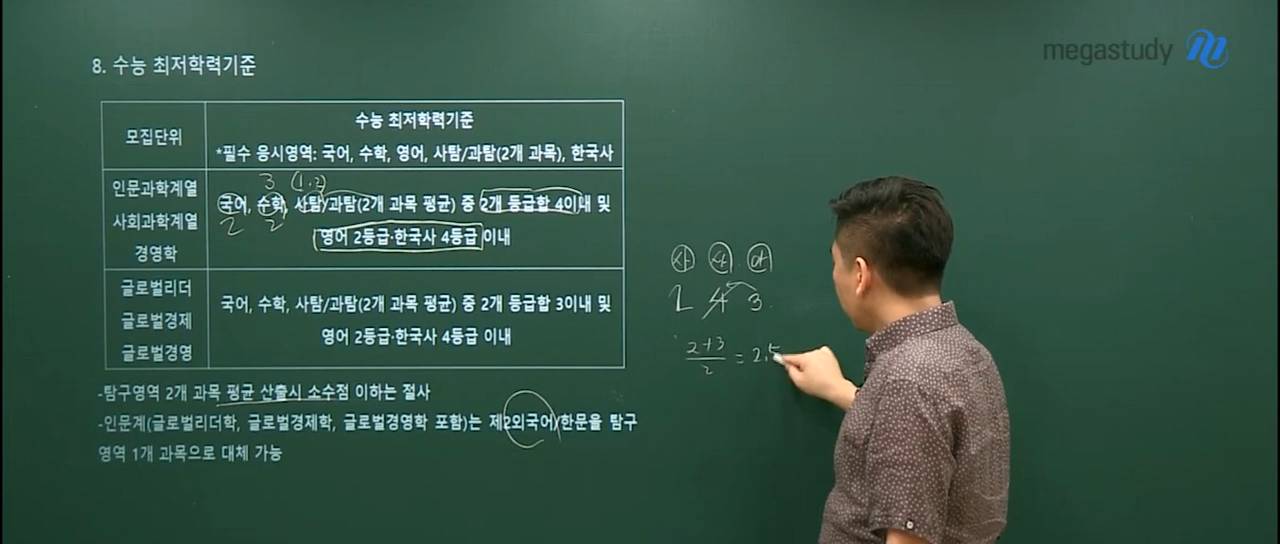 megastudy
8. 수능 최저학력기준
모집단위
수능 최저학력기준
*필수 응시영역: 국어, 수학, 영어, 사탐/과탐(2개 과목), 한국사
인문과학계열
사회과학계열
경영학
3 (1.2)
국어, 수학, 사탐/과탐(2개 과목 평균) 중 2개 등급합 4이내 및
2 2
영어 2등급·한국사 4등급 이내
글로벌리더
글로벌경제
글로벌경영
국어, 수학, 사탐/과탐(2개 과목 평균) 중 2개 등급합 3이내 및
영어 2등급·한국사 4등급 이내
-탐구영역 2개 과목 평균 산출시 소수점 이하는 절사
-인문계(글로벌리더학, 글로벌경제학, 글로벌경영학 포함)는 제2외국어/한문을 탐구
영역 1개 과목으로 대체 가능
사 사 아
2 4 3
2+3
2
= 2.5